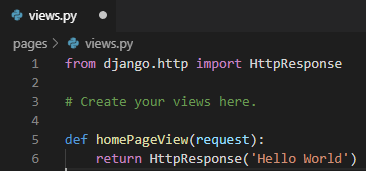 views.py
pages > views.py
1 from django.http import HttpResponse
2
3 # Create your views here.
4
5 def homePageView(request):
6 return HttpResponse('Hello World')